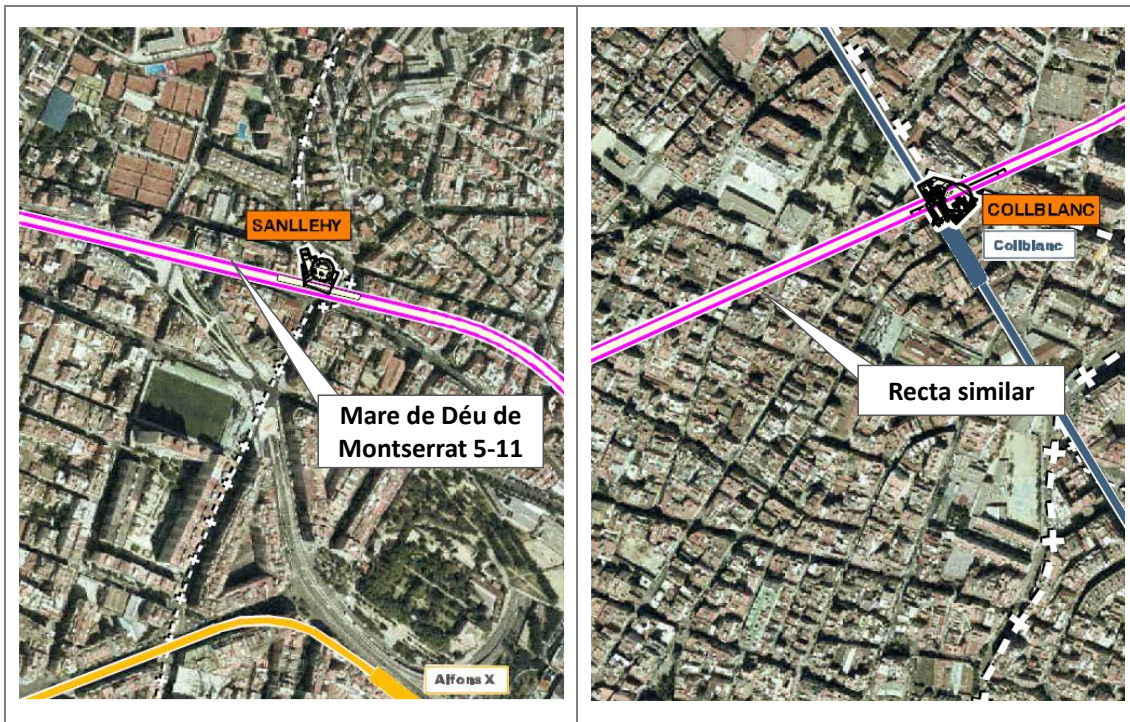 SANLLEHY
Mare de Déu de
Montserrat 5-11
Alfons X
COLLBLANC
Collblanc
Recta similar